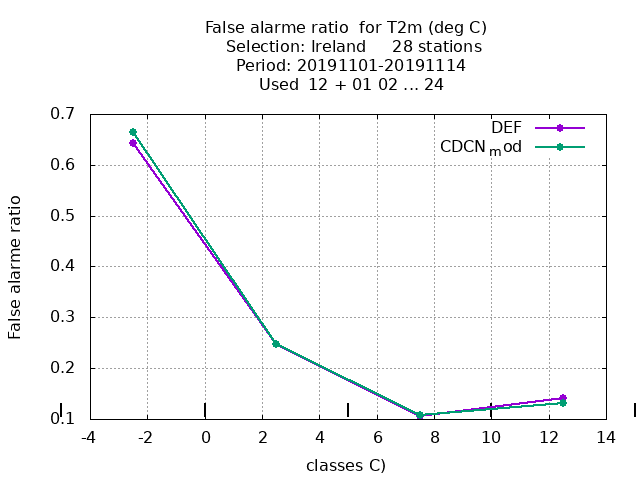 False alarme ratio  for T2m (deg C)
Selection: Ireland     28 stations
Period: 20191101-20191114
Used  12 + 01 02 ... 24
DEF
CDCNmod
False alarme ratio
0.7
0.6
0.5
0.4
0.3
0.2
0.1
-4 -2 0 2 4 6 8 10 12 14
classes C)